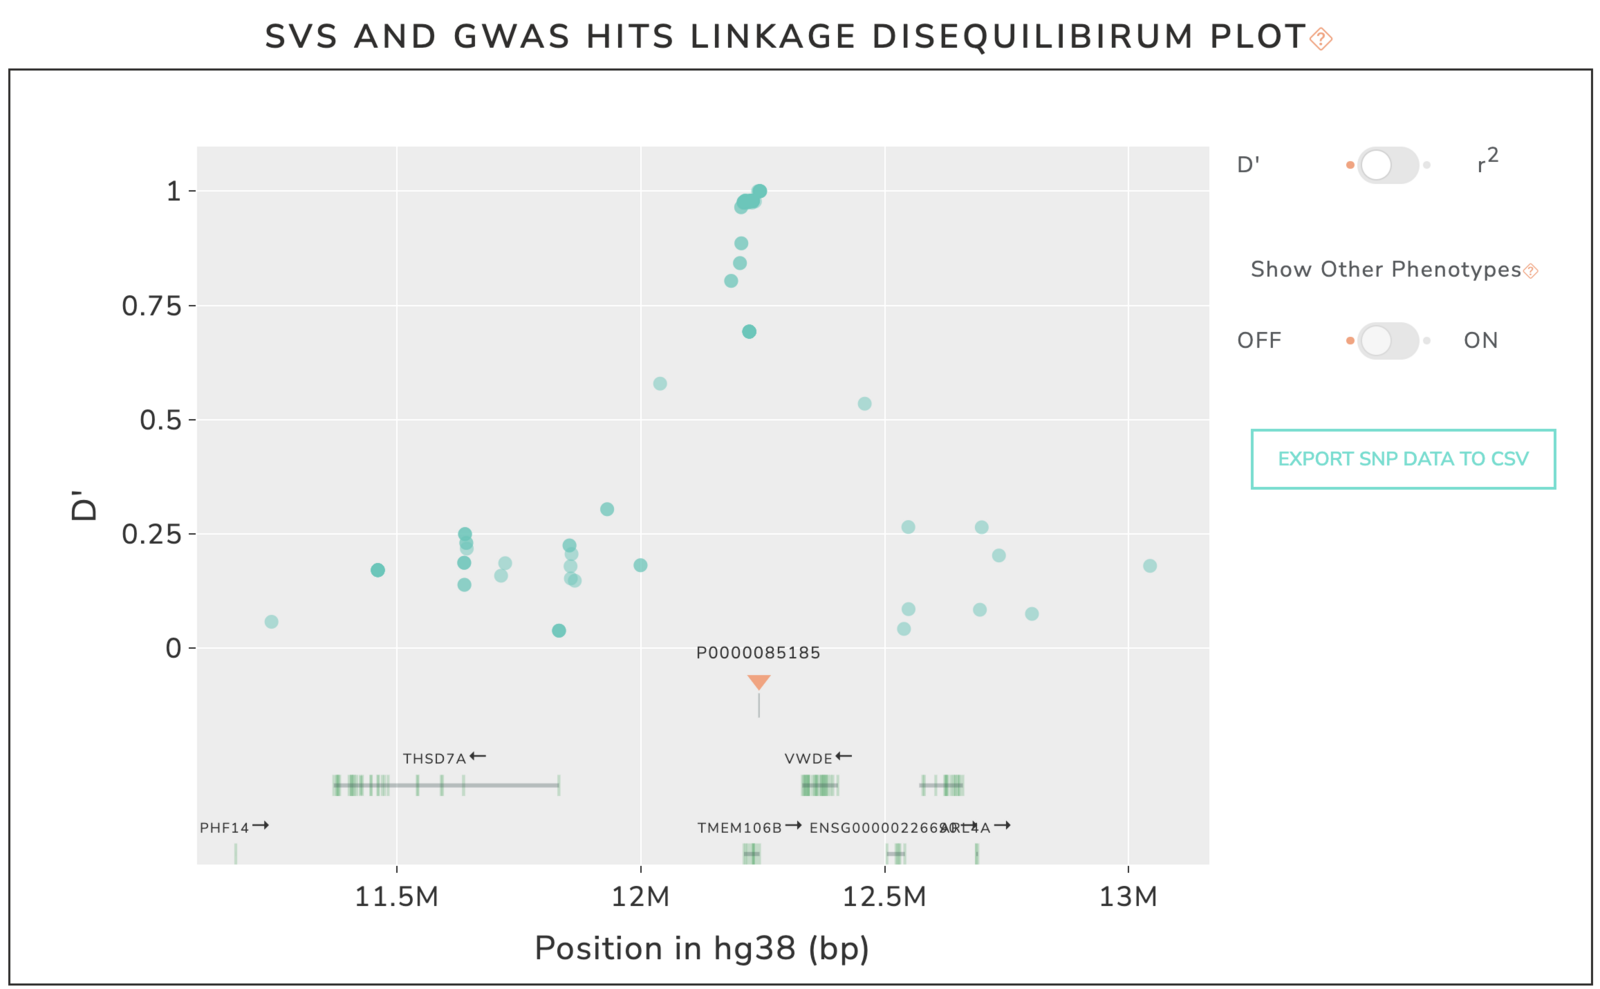 SVS AND GWAS HITS LINKAGE DISEQUILIBIRUM PLOT?
D' r2
1
Show Other Phenotypes?
0.75
OFF ON
0.5
EXPORT SNP DATA TO CSV
D'
0.25
0
P0000085185
THSD7A←
VWDE←
PHF14→
TMEM106B→
ENSG00000226690→
ARL4A→
11.5M 12M 12.5M 13M
Position in hg38 (bp)